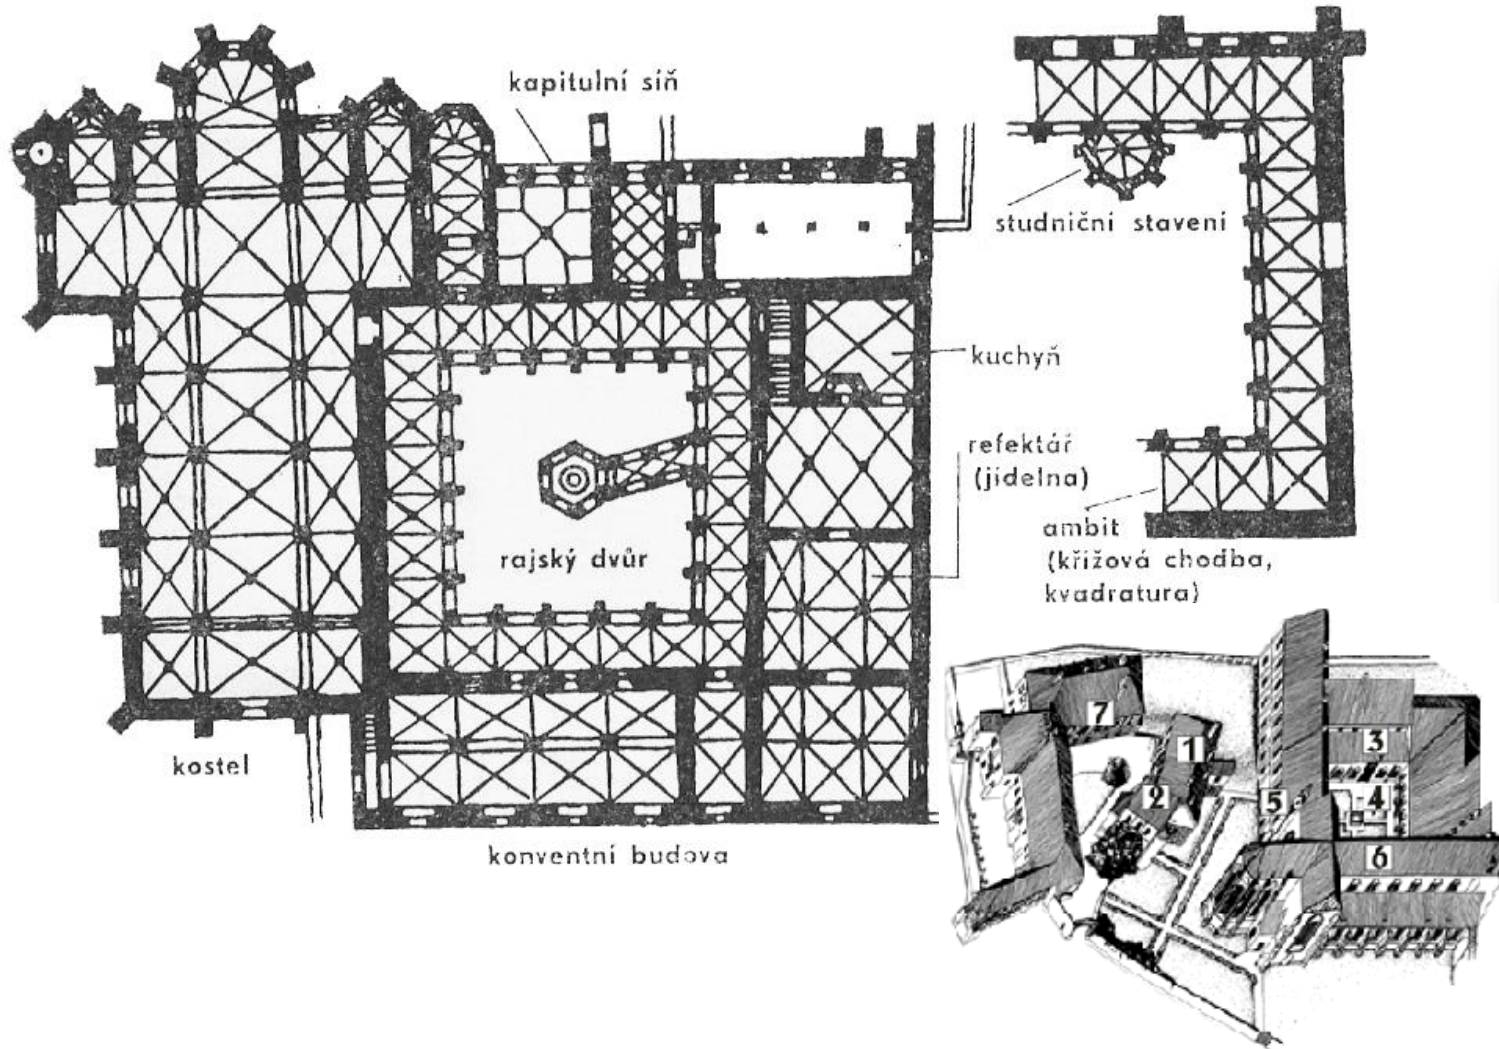 kapitulní síň
studniční stavení
kuchyň
refektář
(jídelna)
ambit
(křížová chodba,
kvadratura)
rajský dvůr
kostel
konventní budova
7
1
3
2
5
4
6